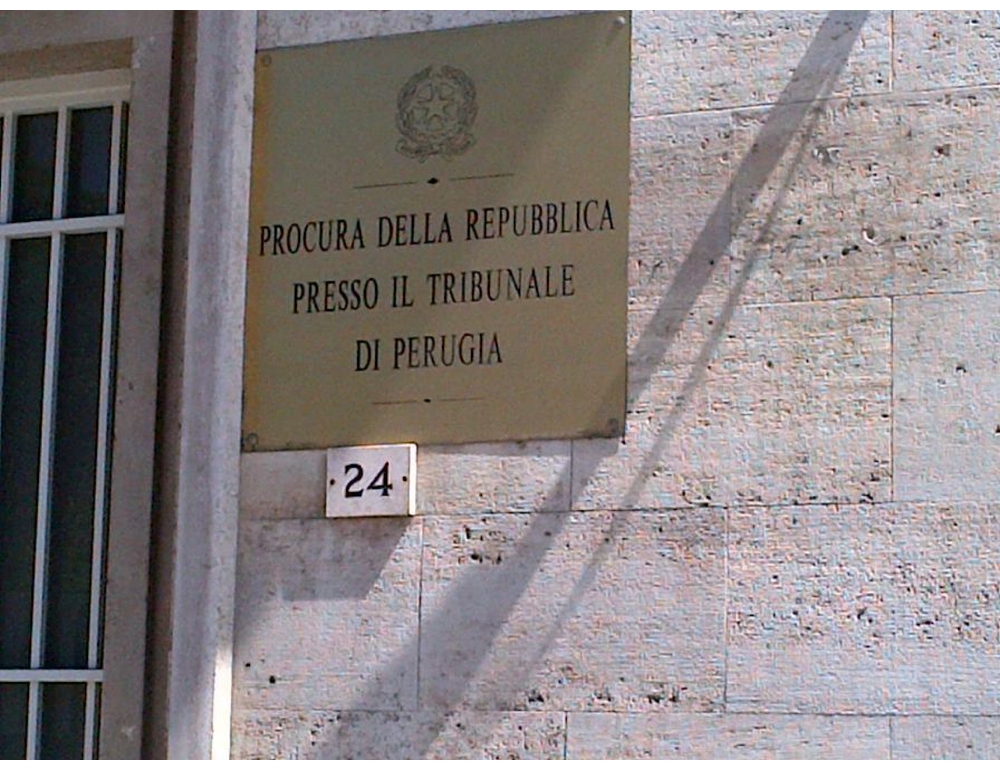 PROCURA DELLA REPUBBLICA
PRESSO IL TRIBUNALE
DI PERUGIA
24